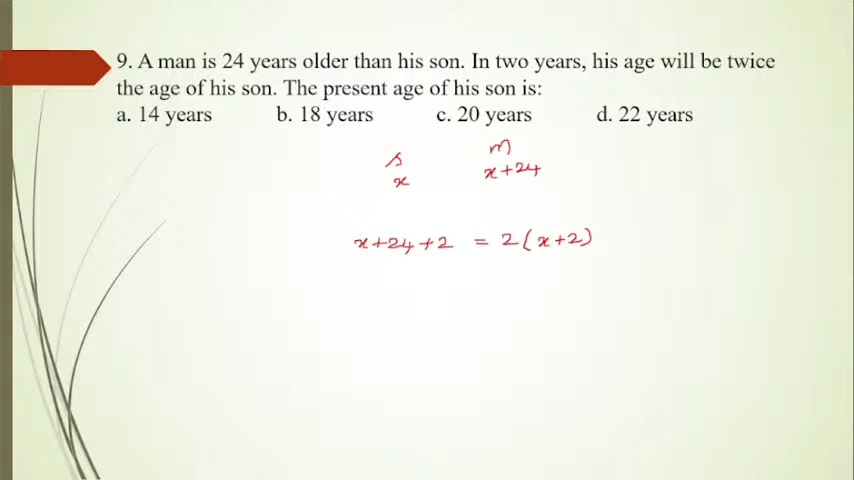 9. A man is 24 years older than his son. In two years, his age will be twice
the age of his son. The present age of his son is:
a. 14 years b. 18 years c. 20 years d. 22 years
s m
x x+24
x+24+2 = 2(x+2)